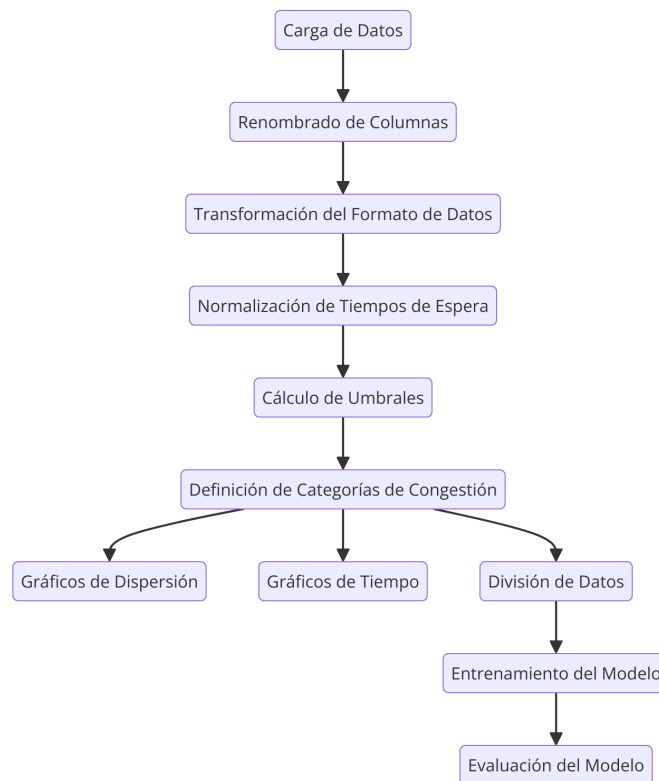 Carga de Datos
Renombrado de Columnas
Transformación del Formato de Datos
Normalización de Tiempos de Espera
Cálculo de Umbrales
Definición de Categorías de Congestión
Gráficos de Dispersión
Gráficos de Tiempo
División de Datos
Entrenamiento del Modelo
Evaluación del Modelo